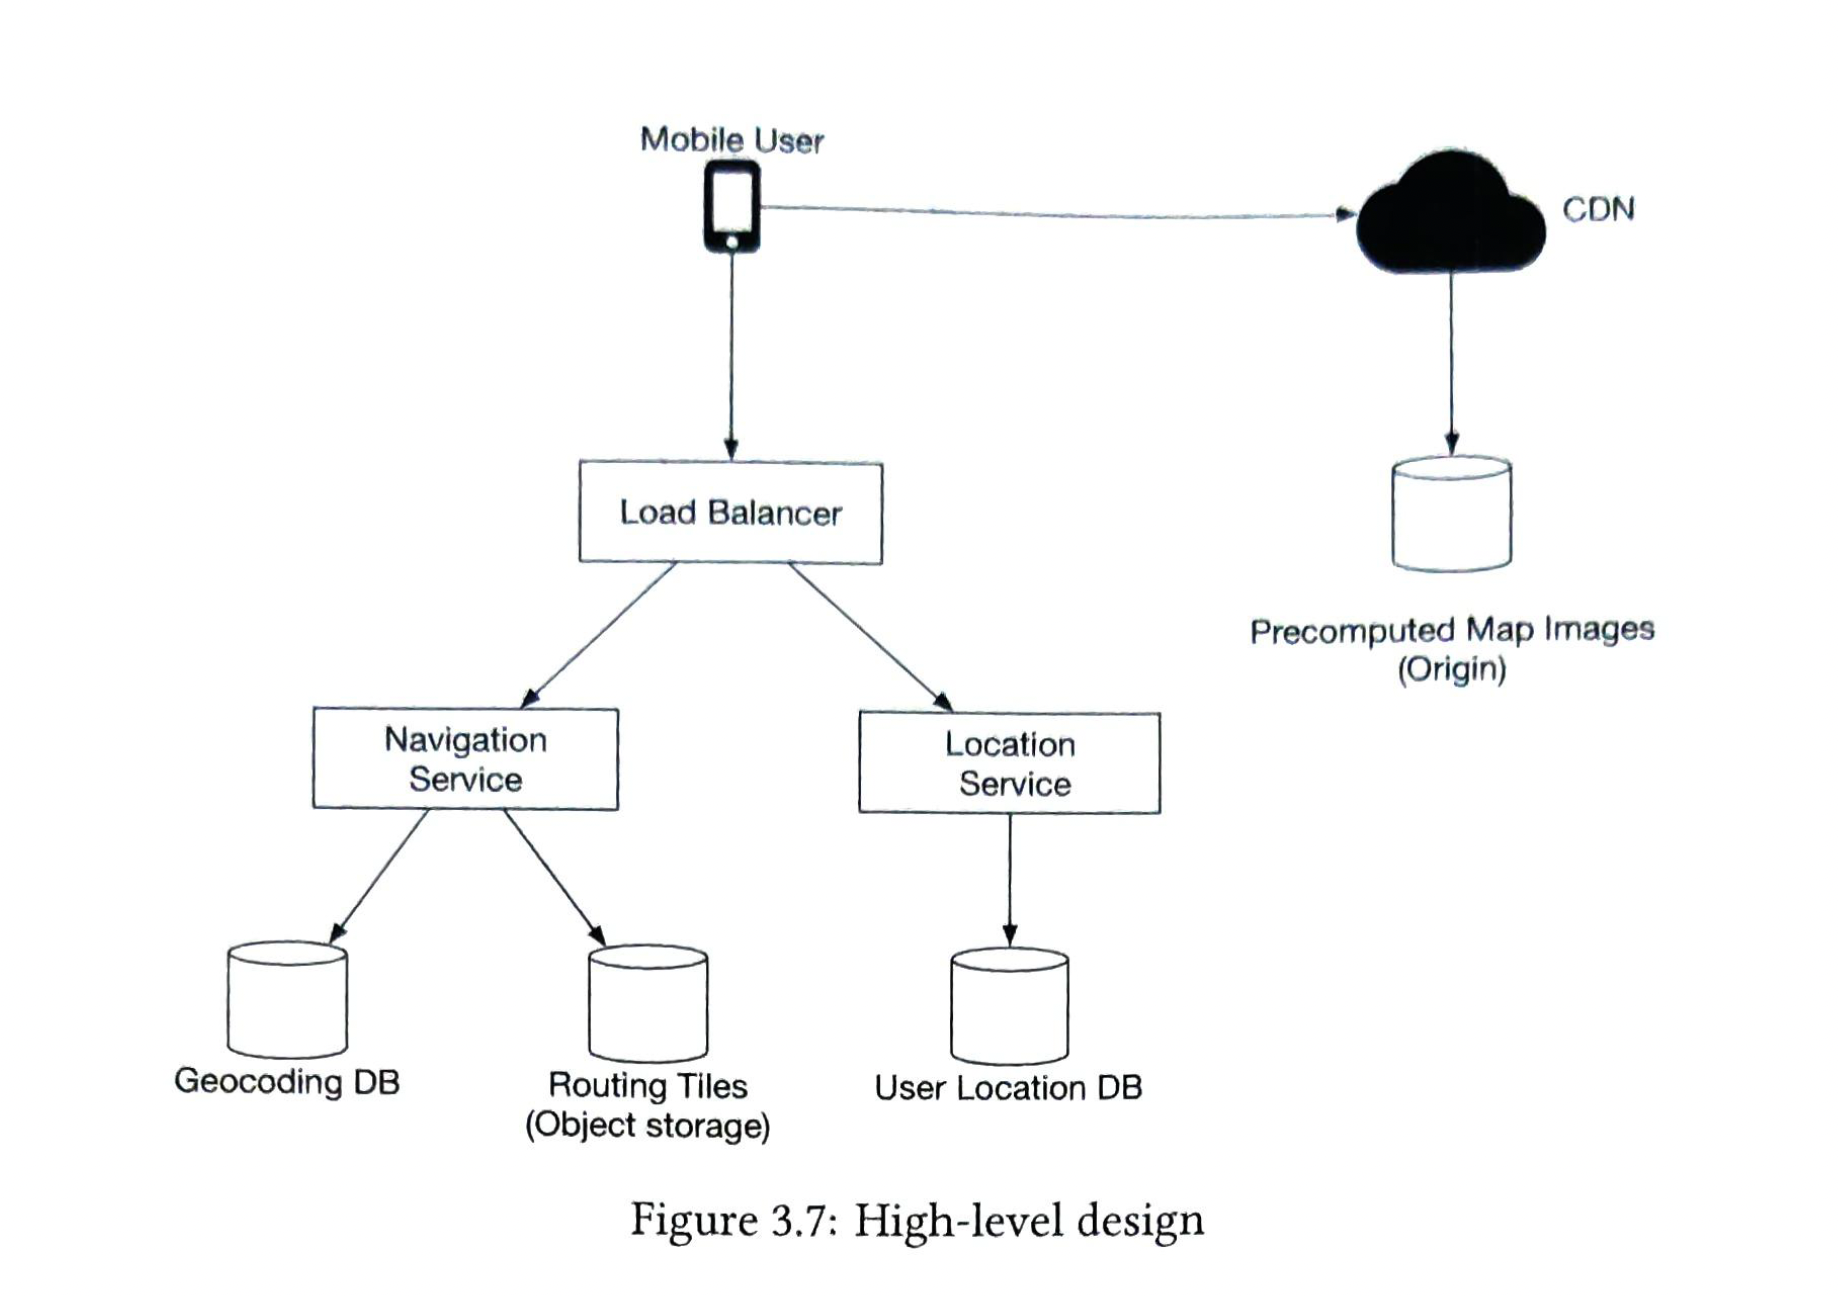 Mobile User
CDN
Load Balancer
Precomputed Map Images
(Origin)
Navigation
Service
Location
Service
Geocoding DB
Routing Tiles
(Object storage)
User Location DB
Figure 3.7: High-level design